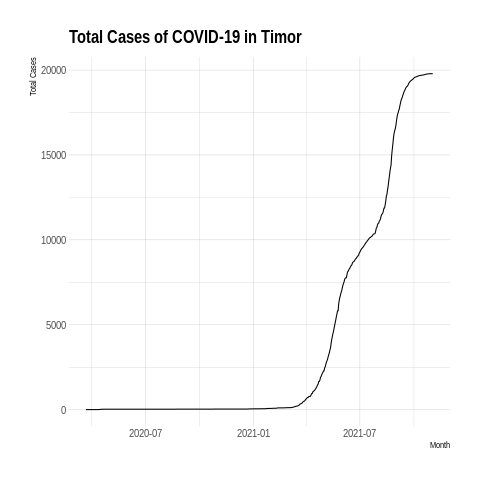 Total Cases of COVID-19 in Timor
Total Cases
20000
15000
10000
5000
0
2020-07 2021-01 2021-07
Month